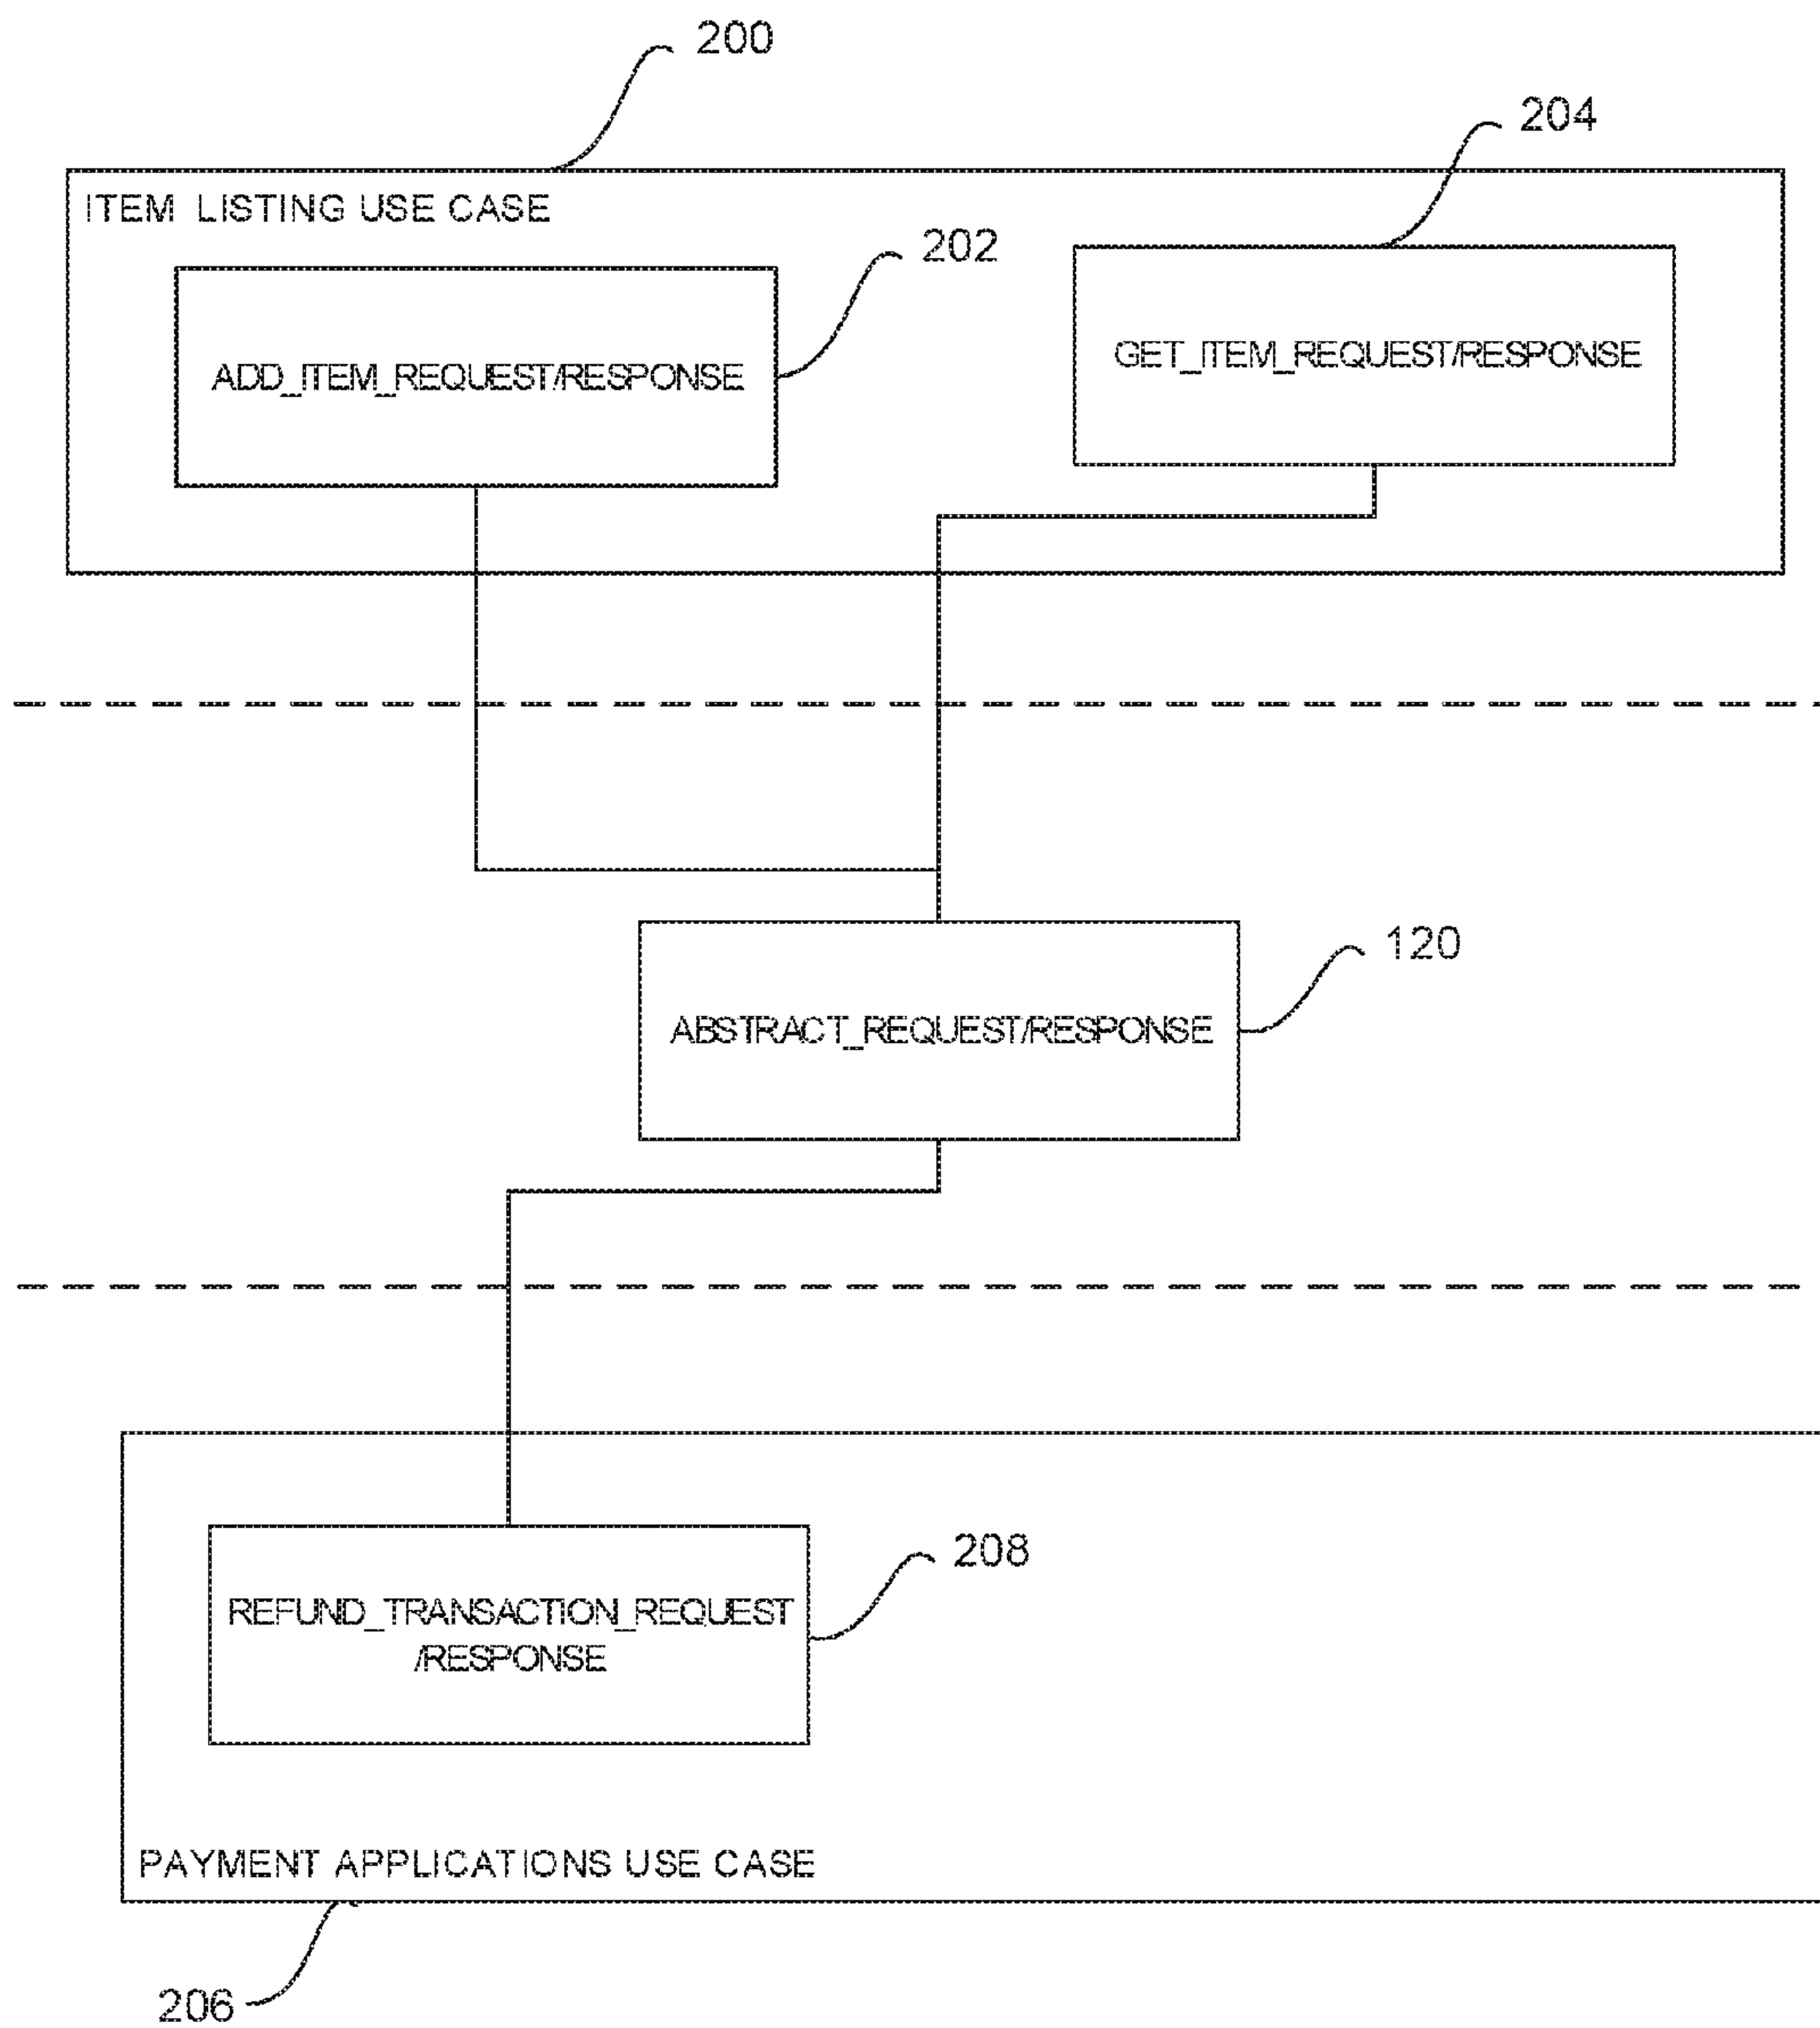 200
204
ITEM LISTING USE CASE
202
ADD_ITEM_REQUEST/RESPONSE
GET_ITEM_REQUEST/RESPONSE
120
ABSTRACT_REQUEST/RESPONSE
208
REFUND_TRANSACTION_REQUEST
/RESPONSE
PAYMENT APPLICATIONS USE CASE
206